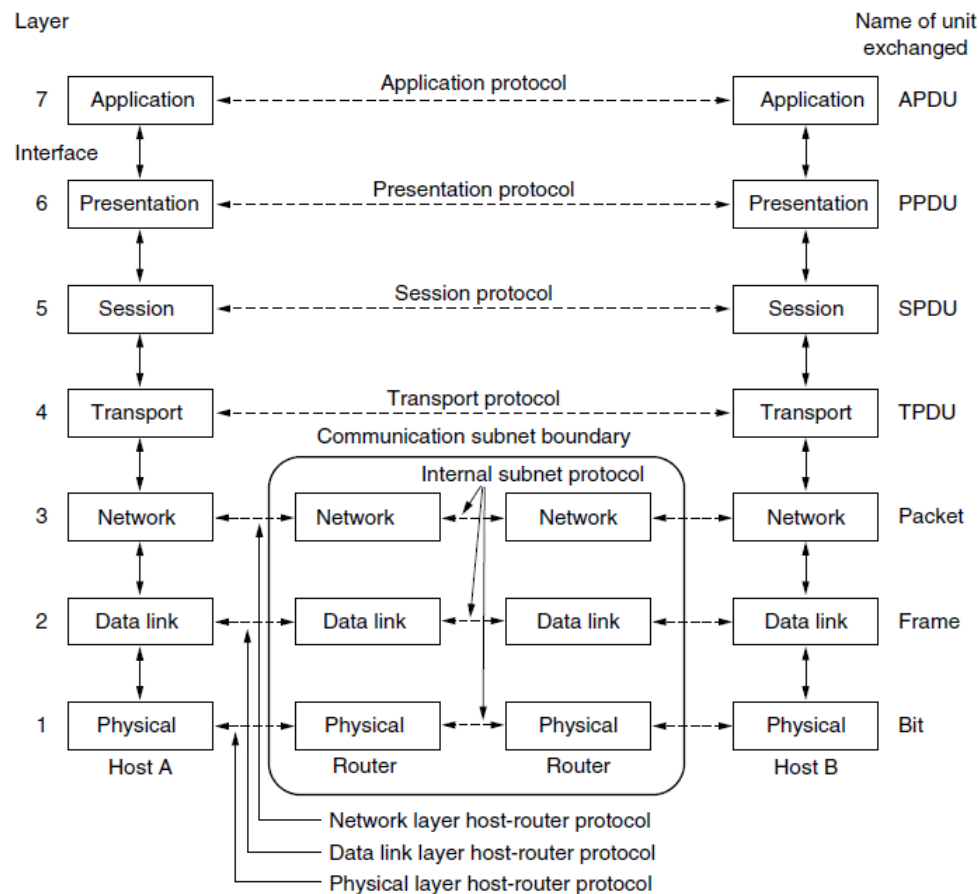 Layer
Name of unit
exchanged
7 Application Application protocol Application APDU
Interface
6 Presentation Presentation protocol Presentation PPDU
5 Session Session protocol Session SPDU
4 Transport Transport protocol Transport TPDU
Communication subnet boundary
Internal subnet protocol
3 Network Network Network Network Packet
2 Data link Data link Data link Data link Frame
1 Physical Physical Physical Physical Bit
Host A Router Router Host B
Network layer host-router protocol
Data link layer host-router protocol
Physical layer host-router protocol